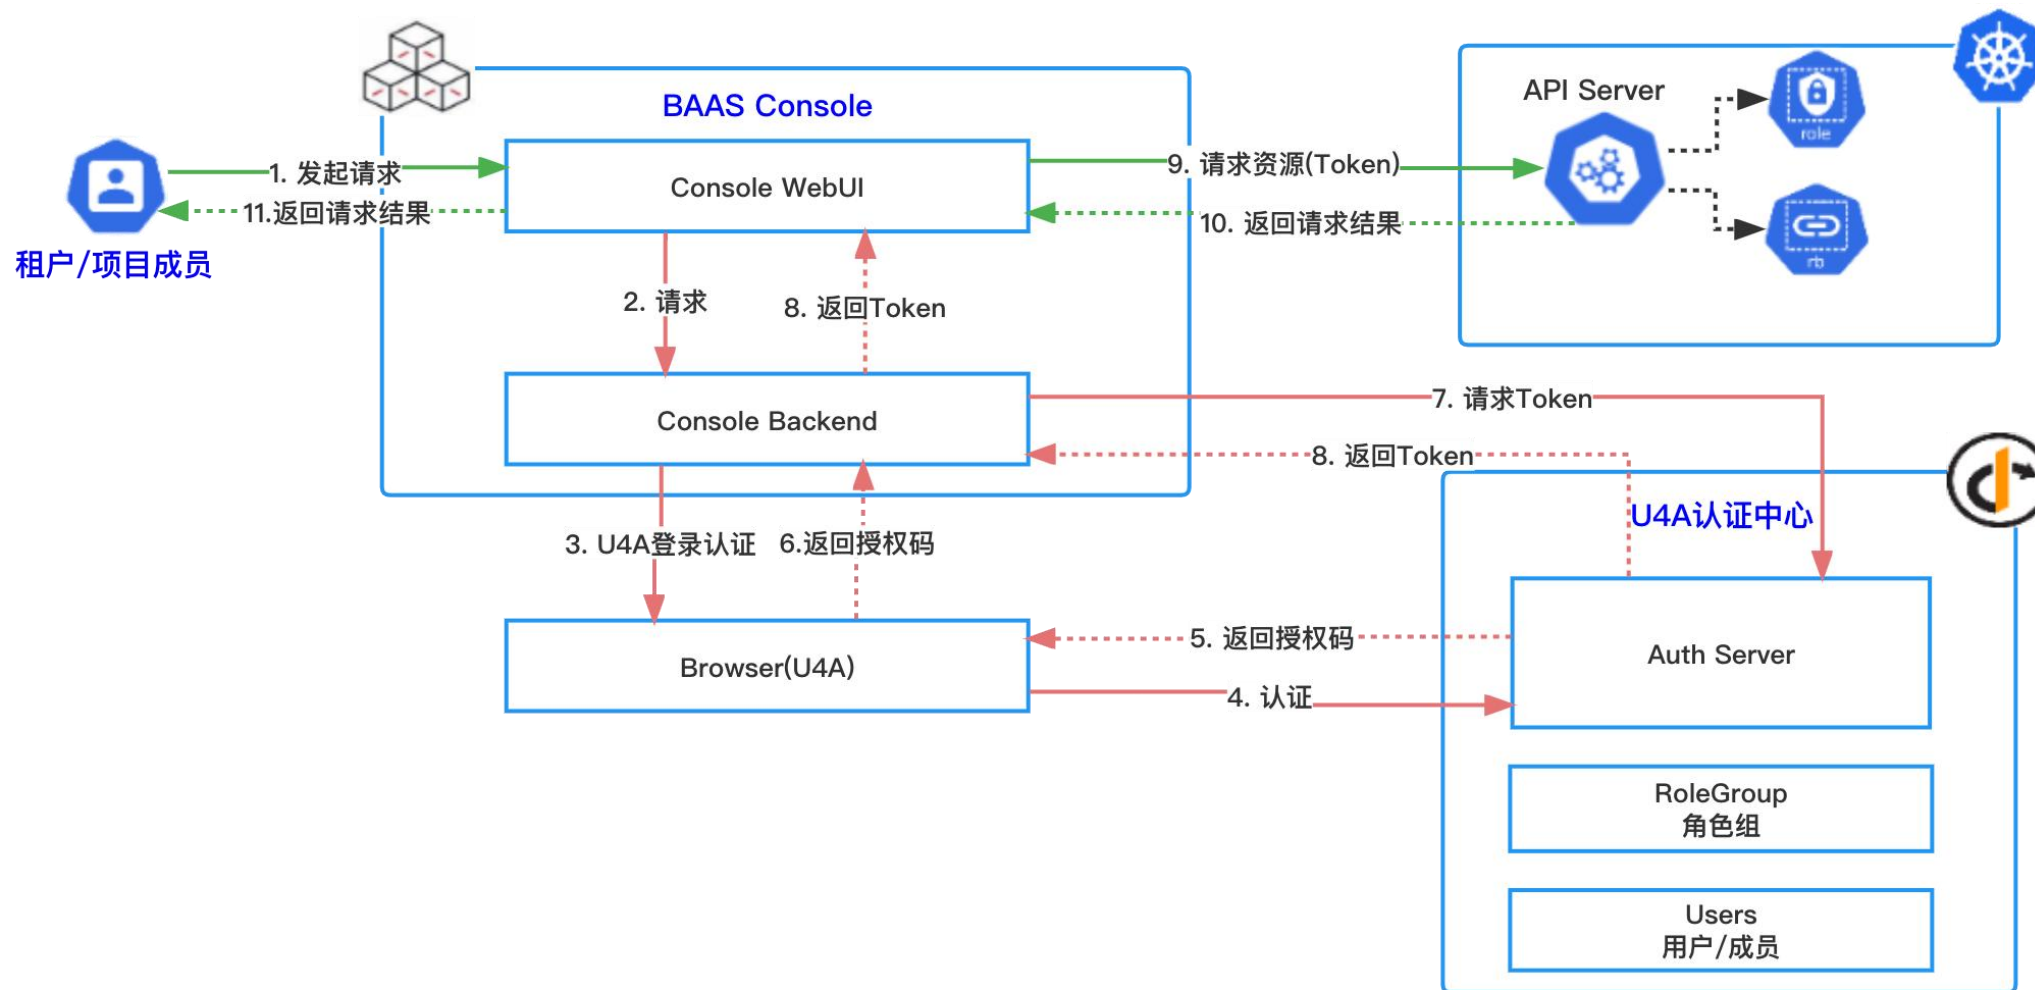 BAAS Console
API Server
role
rb
1. 发起请求
11.返回请求结果
租户/项目成员
Console WebUI
9. 请求资源(Token)
10. 返回请求结果
2. 请求
8. 返回Token
Console Backend
7. 请求Token
8. 返回Token
U4A认证中心
3. U4A登录认证
6.返回授权码
Browser(U4A)
5. 返回授权码
4. 认证
Auth Server
RoleGroup
角色组
Users
用户/成员